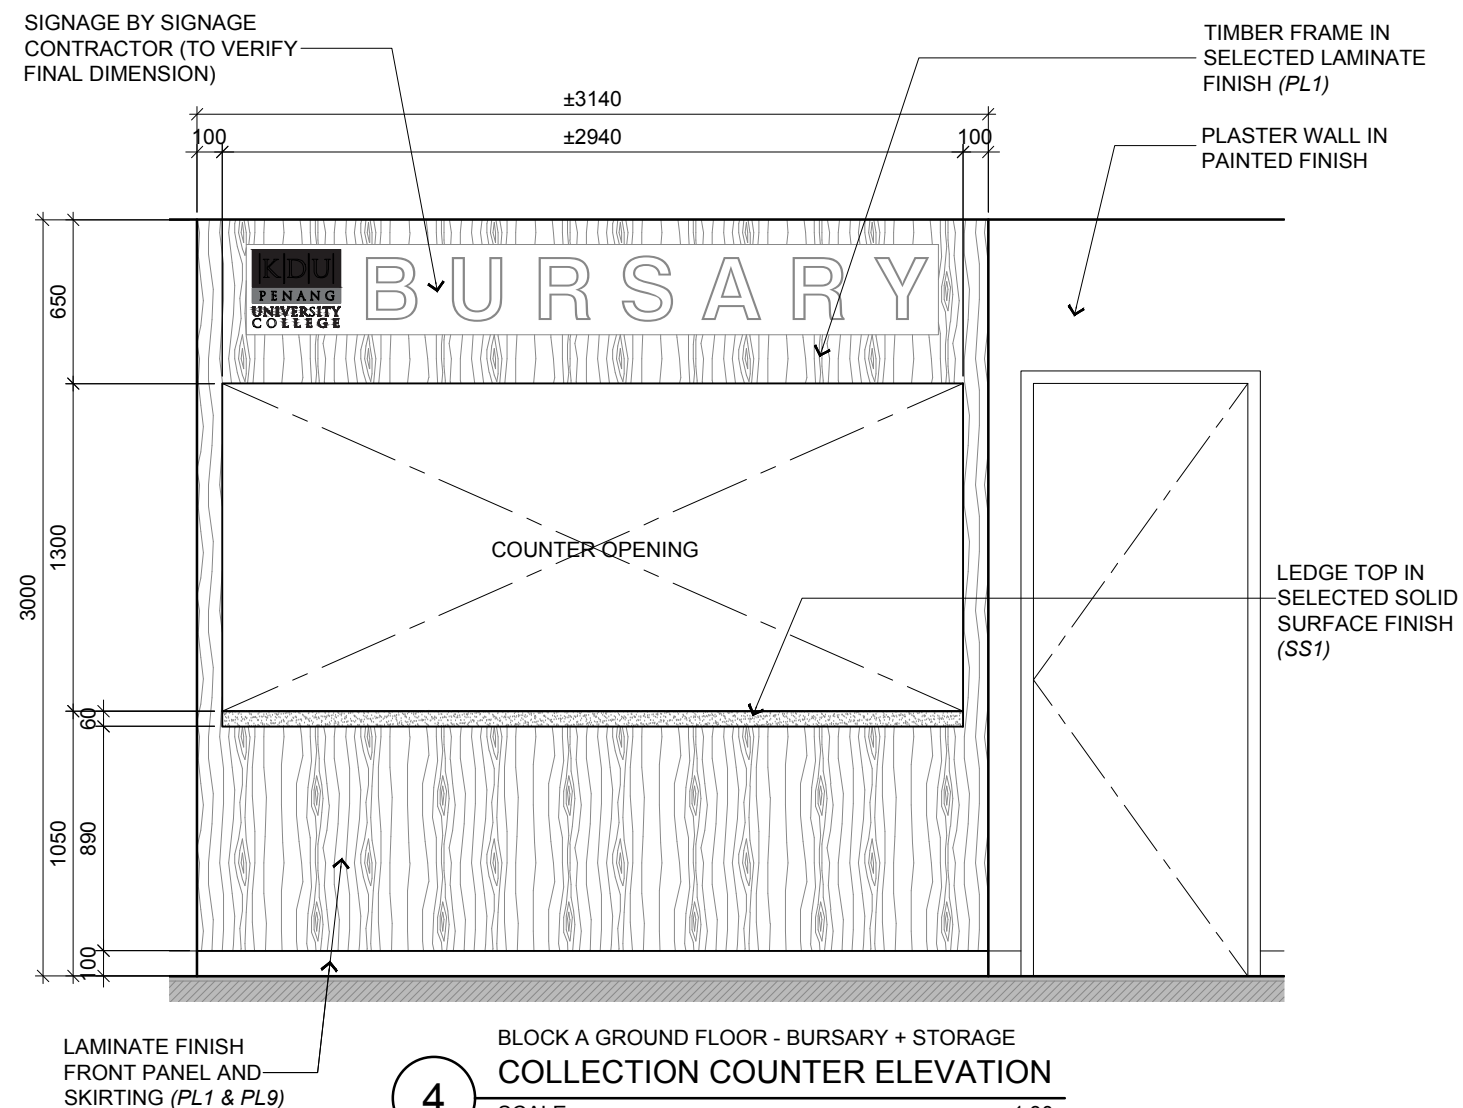 SIGNAGE BY SIGNAGE
CONTRACTOR (TO VERIFY
FINAL DIMENSION)
TIMBER FRAME IN
SELECTED LAMINATE
FINISH (PL1)
±3140
100
±2940
100
PLASTER WALL IN
PAINTED FINISH
KDU
PENANG
UNIVERSITY
COLLEGE
BURSARY
650
1300
3000
COUNTER OPENING
LEDGE TOP IN
SELECTED SOLID
SURFACE FINISH
(SS1)
60
1050
890
100
LAMINATE FINISH
FRONT PANEL AND
SKIRTING (PL1 & PL9)
4
BLOCK A GROUND FLOOR - BURSARY + STORAGE
COLLECTION COUNTER ELEVATION